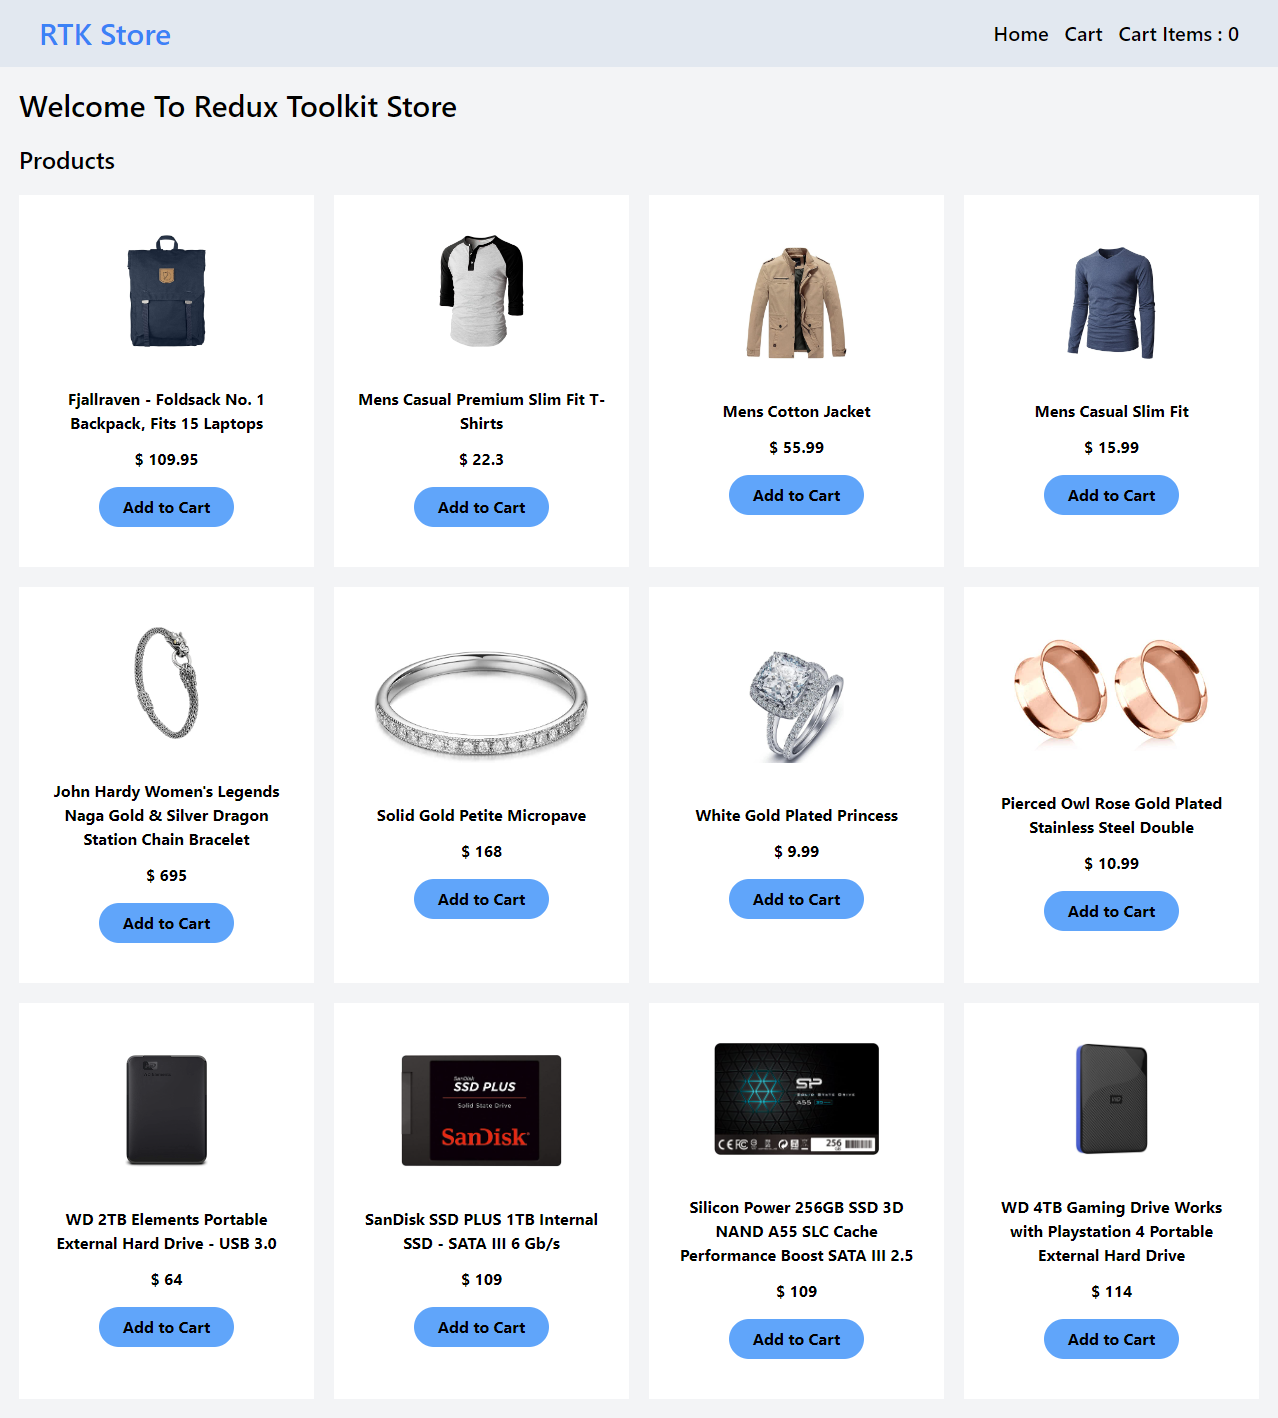 RTK Store
Home Cart Cart Items : 0
Welcome To Redux Toolkit Store
Products
Fjallraven - Foldsack No. 1
Backpack, Fits 15 Laptops
$ 109.95
Add to Cart
Mens Casual Premium Slim Fit T-
Shirts
$ 22.3
Add to Cart
Mens Cotton Jacket
$ 55.99
Add to Cart
Mens Casual Slim Fit
$ 15.99
Add to Cart
John Hardy Women's Legends
Naga Gold & Silver Dragon
Station Chain Bracelet
$ 695
Add to Cart
Solid Gold Petite Micropave
$ 168
Add to Cart
White Gold Plated Princess
$ 9.99
Add to Cart
Pierced Owl Rose Gold Plated
Stainless Steel Double
$ 10.99
Add to Cart
WD 2TB Elements Portable
External Hard Drive - USB 3.0
$ 64
Add to Cart
SanDisk
SSD PLUS
Solid State Drive
SanDisk
SanDisk SSD PLUS 1TB Internal
SSD - SATA III 6 Gb/s
$ 109
Add to Cart
SP
SOLID STATE DRIVE
A55
256
GB
Silicon Power 256GB SSD 3D
NAND A55 SLC Cache
Performance Boost SATA III 2.5
$ 109
Add to Cart
WD
WD 4TB Gaming Drive Works
with Playstation 4 Portable
External Hard Drive
$ 114
Add to Cart